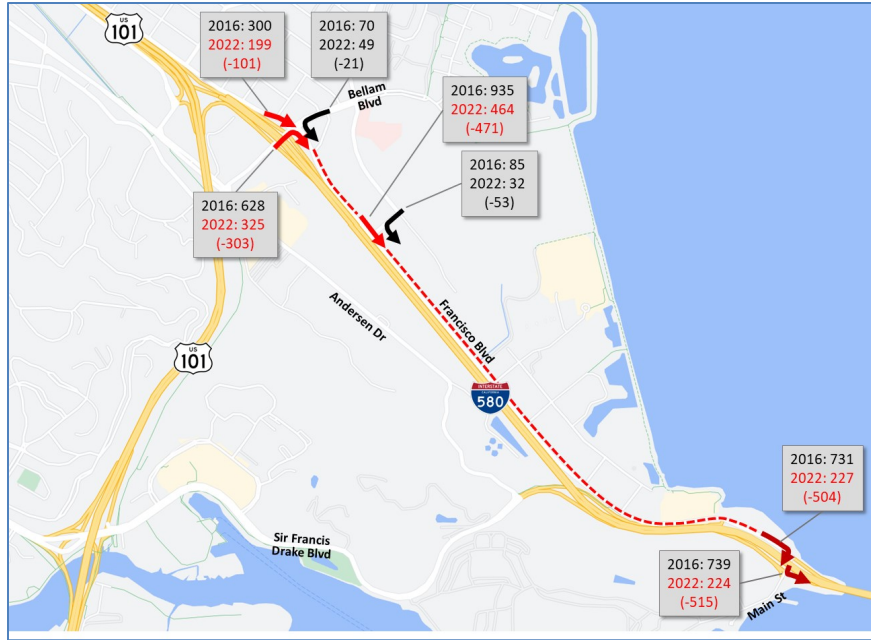 US
101
2016: 300
2022: 199
(-101)
2016: 70
2022: 49
(-21)
Bellam
Blvd
2016: 935
2022: 464
(-471)
2016: 85
2022: 32
(-53)
2016: 628
2022: 325
(-303)
Andersen Dr
Francisco Blvd
US
101
INTERSTATE
CALIFORNIA
580
2016: 731
2022: 227
(-504)
Sir Francis
Drake Blvd
2016: 739
2022: 224
(-515)
Main St